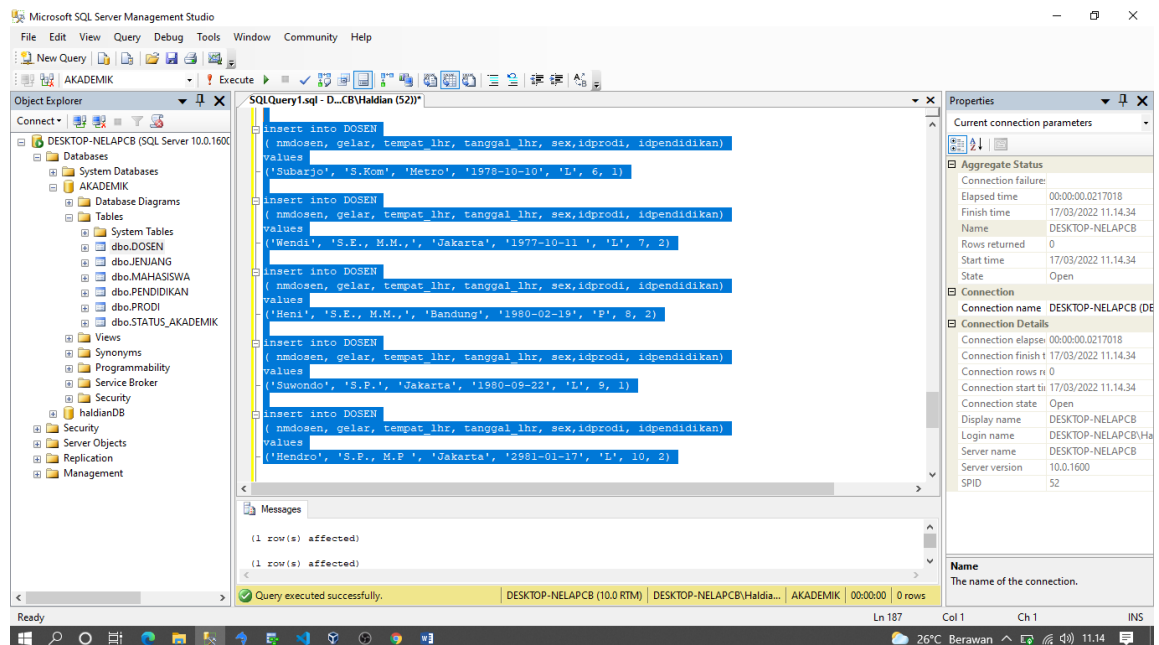 Microsoft SQL Server Management Studio
File Edit View Query Debug Tools Window Community Help
New Query
AKADEMIK
Execute
Object Explorer
Connect
DESKTOP-NELAPCB (SQL Server 10.0.1600
Databases
System Databases
AKADEMIK
Database Diagrams
Tables
System Tables
dbo.DOSEN
dbo.JENJANG
dbo.MAHASISWA
dbo.PENDIDIKAN
dbo.PRODI
dbo.STATUS_AKADEMIK
Views
Synonyms
Programmability
Service Broker
Security
haldianDB
Security
Server Objects
Replication
Management
SQLQuery1.sql - D...CB\Haldian (52))*
insert into DOSEN
( nmdosen, gelar, tempat_lhr, tanggal_lhr, sex,idprodi, idpendidikan)
values
('Subarjo', 'S.Kom', 'Metro', '1978-10-10', 'L', 6, 1)
insert into DOSEN
( nmdosen, gelar, tempat_lhr, tanggal_lhr, sex,idprodi, idpendidikan)
values
('Wendi', 'S.E., M.M.,', 'Jakarta', '1977-10-11 ', 'L', 7, 2)
insert into DOSEN
( nmdosen, gelar, tempat_lhr, tanggal_lhr, sex,idprodi, idpendidikan)
values
('Heni', 'S.E., M.M.,', 'Bandung', '1980-02-19', 'P', 8, 2)
insert into DOSEN
( nmdosen, gelar, tempat_lhr, tanggal_lhr, sex,idprodi, idpendidikan)
values
('Suwondo', 'S.P.', 'Jakarta', '1980-09-22', 'L', 9, 1)
insert into DOSEN
( nmdosen, gelar, tempat_lhr, tanggal_lhr, sex,idprodi, idpendidikan)
values
('Hendro', 'S.P., M.P ', 'Jakarta', '2981-01-17', 'L', 10, 2)
Messages
(1 row(s) affected)
(1 row(s) affected)
Query executed successfully.
DESKTOP-NELAPCB (10.0 RTM) DESKTOP-NELAPCB\Haldia... AKADEMIK 00:00:00 0 rows
Properties
Current connection parameters
Aggregate Status
Connection failures
Elapsed time 00:00:00.0217018
Finish time 17/03/2022 11.14.34
Name DESKTOP-NELAPCB
Rows returned 0
Start time 17/03/2022 11.14.34
State Open
Connection
Connection name DESKTOP-NELAPCB (DE
Connection Details
Connection elapse 00:00:00.0217018
Connection finish t 17/03/2022 11.14.34
Connection rows re 0
Connection start ti 17/03/2022 11.14.34
Connection state Open
Display name DESKTOP-NELAPCB
Login name DESKTOP-NELAPCB\Ha
Server name DESKTOP-NELAPCB
Server version 10.0.1600
SPID 52
Name
The name of the connection.
Ready Ln 187 Col 1 Ch 1 INS
26°C Berawan 11.14